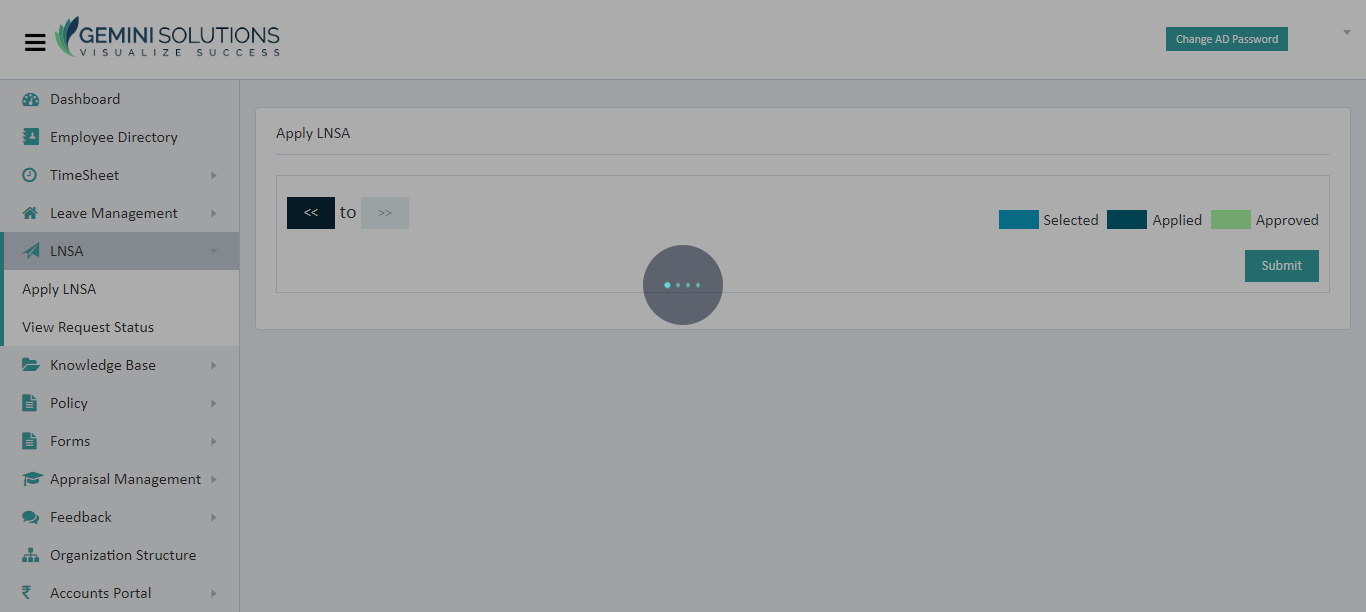 GEMINI SOLUTIONS
VISUALIZE SUCCESS
Change AD Password
Dashboard
Employee Directory
TimeSheet
Leave Management
LNSA
Apply LNSA
View Request Status
Knowledge Base
Policy
Forms
Appraisal Management
Feedback
Organization Structure
₹ Accounts Portal
Apply LNSA
<< to >>
Selected Applied Approved
Submit